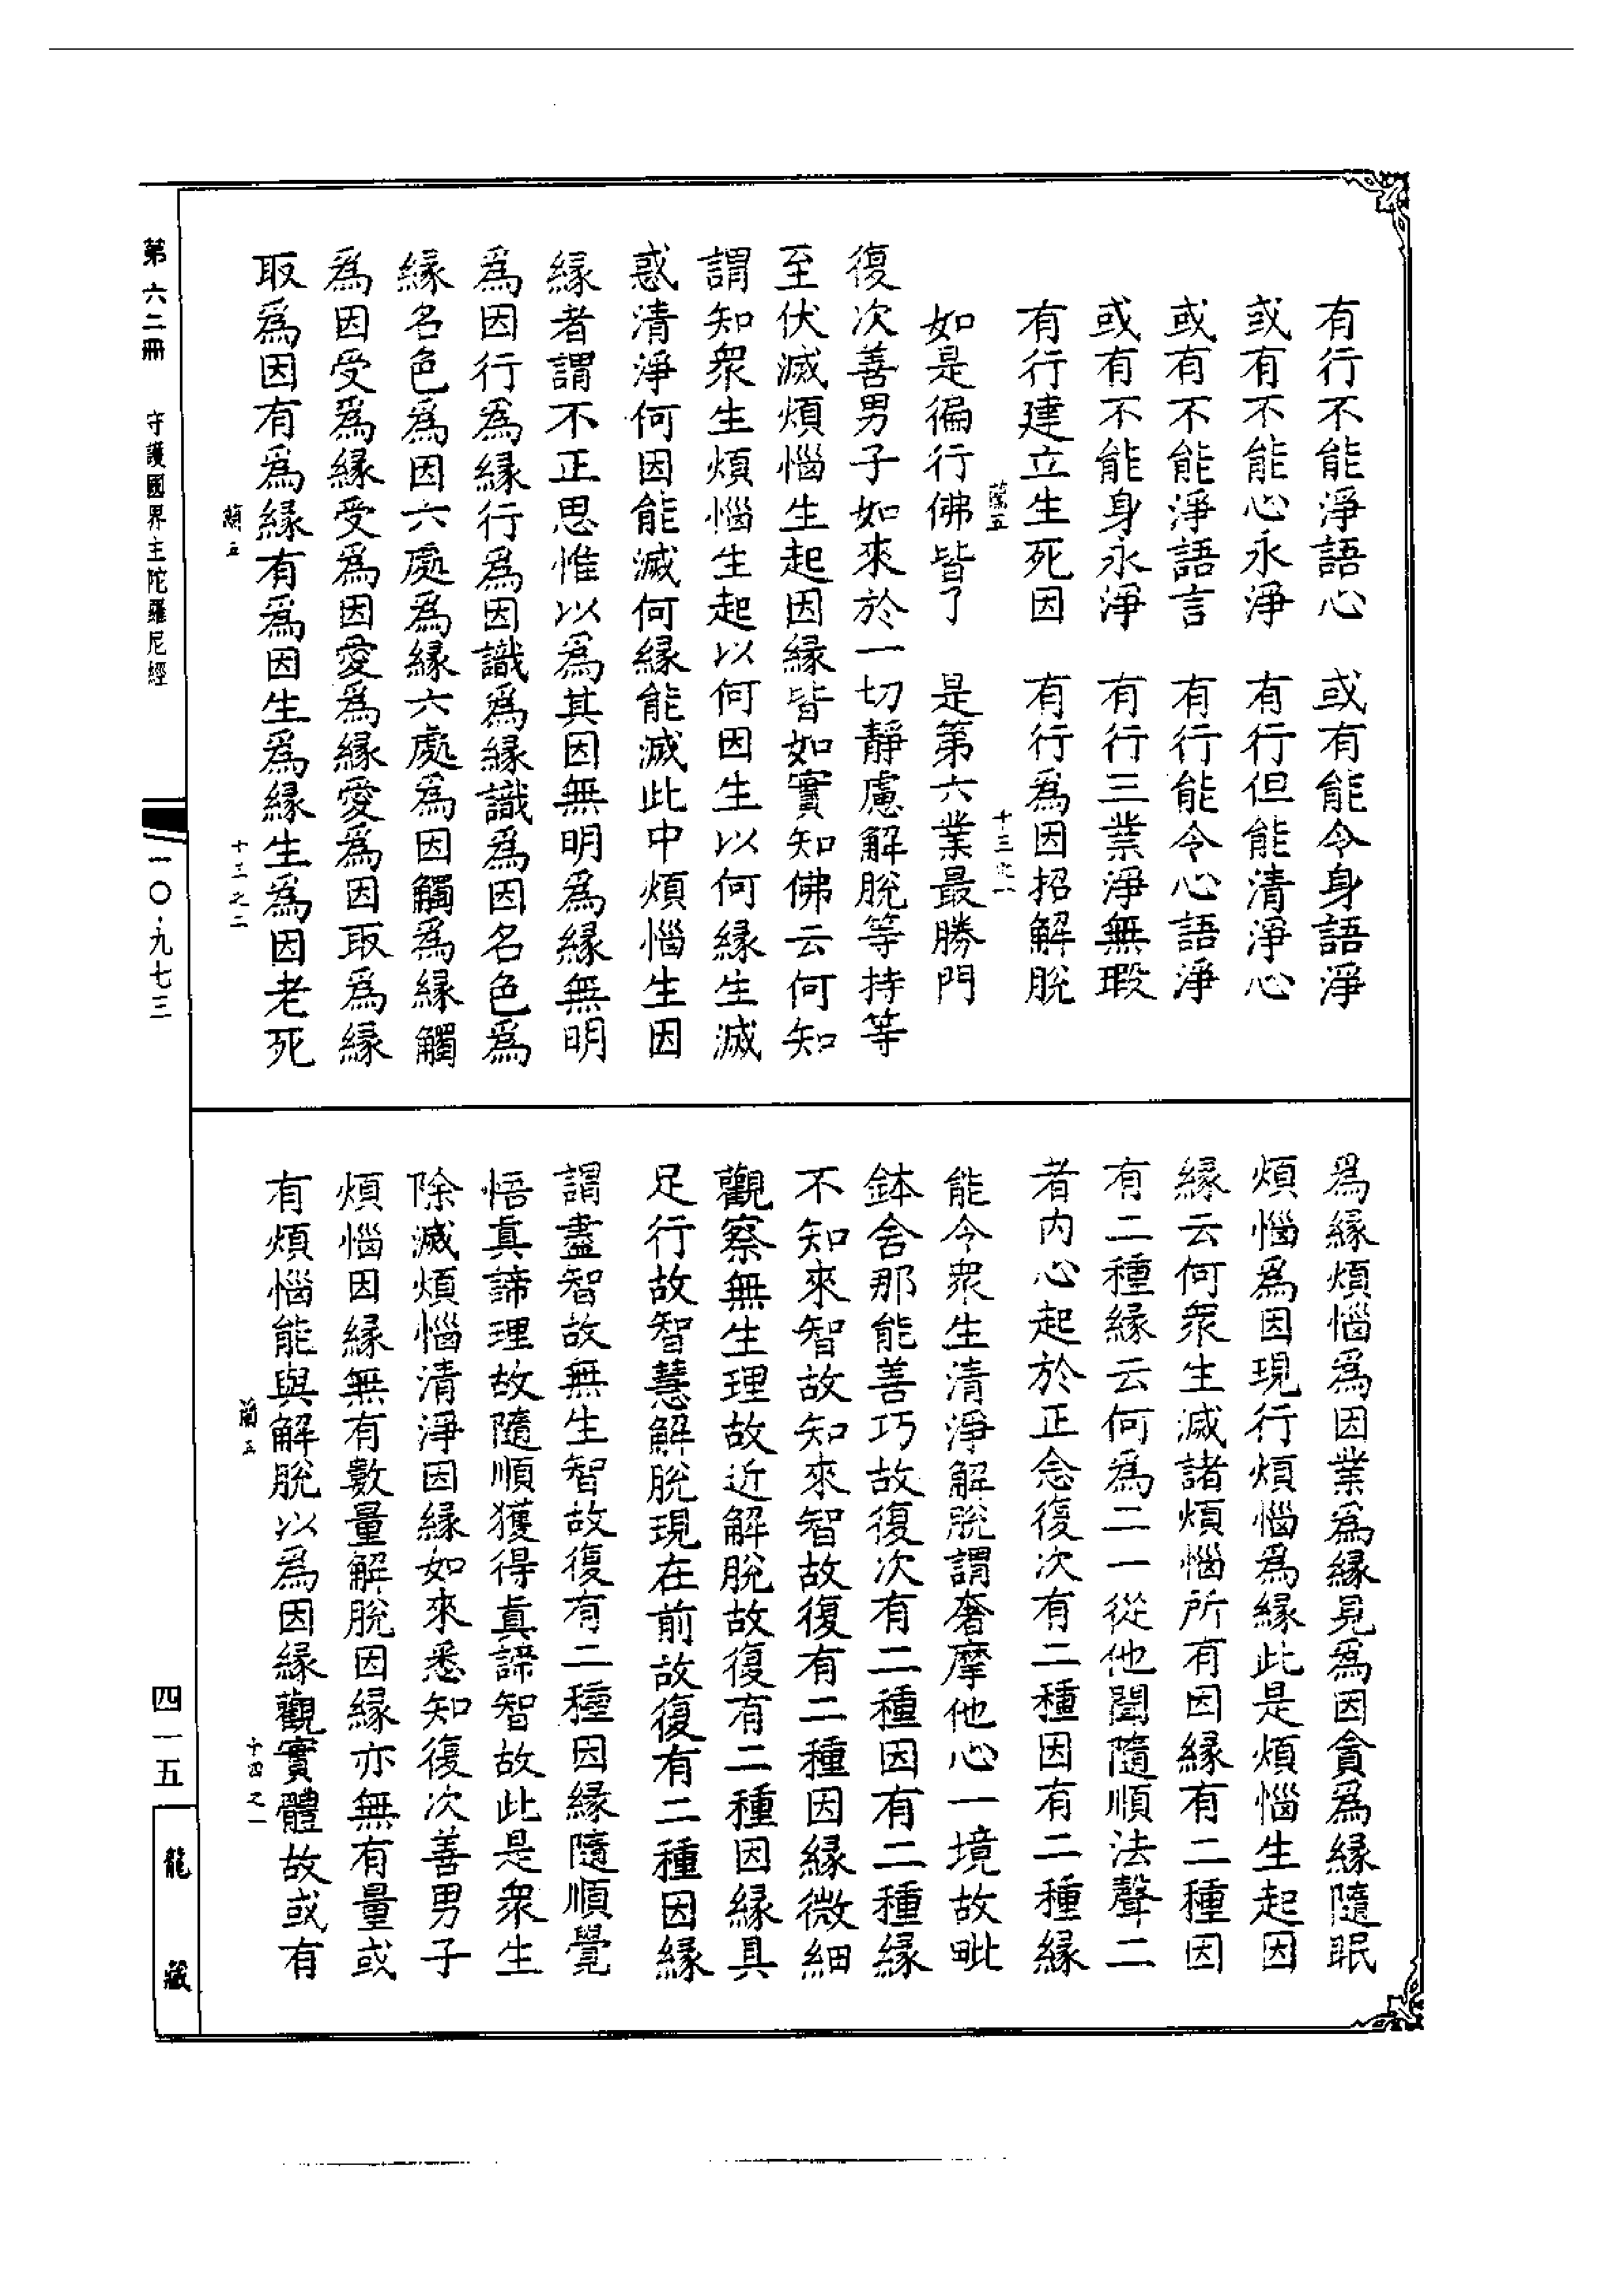 有行不能淨語心　或有能令身語淨
或有不能心永淨　有行但能清淨心
或有不能淨語言　有行能令心語淨
或有不能身永淨　有行三業淨無瑕
有行建立生死因　有行爲因招解脫
蘭五　十三之一
如是徧行佛皆了　是第六業最勝門
復次善男子如來於一切靜慮解脫等持等
至伏滅煩惱生起因緣皆如實知佛云何知
謂知衆生煩惱生起以何因生以何緣生滅
惑清淨何因能滅何緣能滅此中煩惱生因
緣者謂不正思惟以爲其因無明爲緣無明
爲因行爲緣行爲因識爲緣識爲因名色爲
緣名色爲因六處爲緣六處爲因觸爲緣觸
爲因受爲緣受爲因愛爲緣愛爲因取爲緣
取爲因有爲緣有爲因生爲緣生爲因老死
蘭五　十三之二
爲緣煩惱爲因業爲緣見爲因貪爲緣隨眠
煩惱爲因現行煩惱爲緣此是煩惱生起因
緣云何衆生滅諸煩惱所有因緣有二種因
有二種緣云何爲二一從他聞隨順法聲二
者內心起於正念復次有二種因有二種緣
能令衆生清淨解脫謂奢摩他心一境故毗
鉢舍那能善巧故復次有二種因有二種緣
不知來智故知來智故復有二種因緣微細
觀察無生理故近解脫故復有二種因緣具
足行故智慧解脫現在前故復有二種因緣
謂盡智故無生智故復有二種因緣隨順覺
悟真諦理故隨順獲得真諦智故此是衆生
除滅煩惱清淨因緣如來悉知復次善男子
煩惱因緣無有數量解脫因緣亦無有量或
有煩惱能與解脫以爲因緣觀實體故或有
蘭五　十四之一
第六二冊　守護國界主陀羅尼經　一〇·九七三
四一五　龍藏